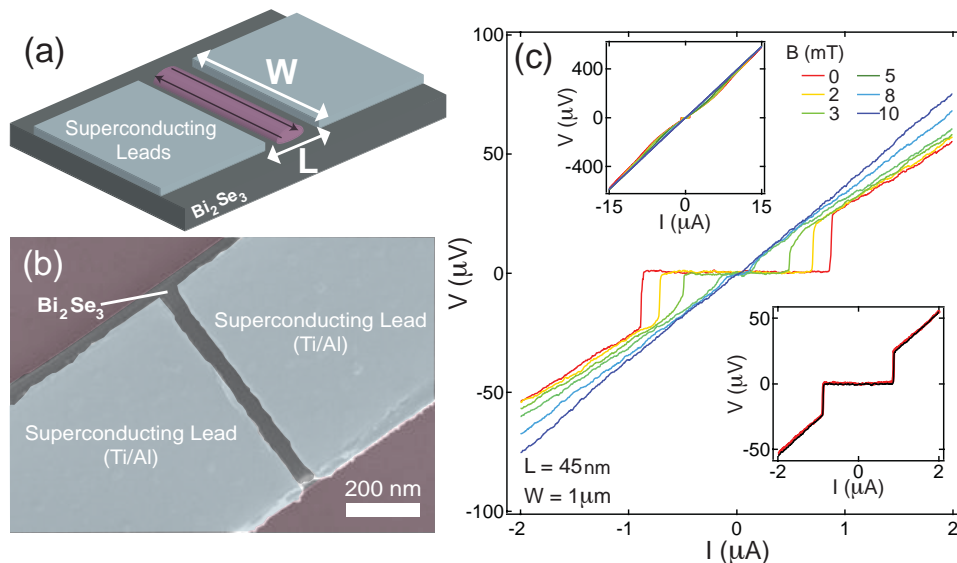 (a)
W
Superconducting
Leads
L
Bi₂Se₃
(b)
Bi₂Se₃
Superconducting Lead
(Ti/Al)
Superconducting Lead
(Ti/Al)
200 nm
(c)
100
50
0
-50
-100
V (μV)
-2
-1
0
1
2
I (μA)
B (mT)
0 5
2 8
3 10
400
0
-400
V (μV)
-15
0
15
I (μA)
50
0
-50
V (μV)
-2
0
2
I (μA)
L = 45nm
W = 1μm